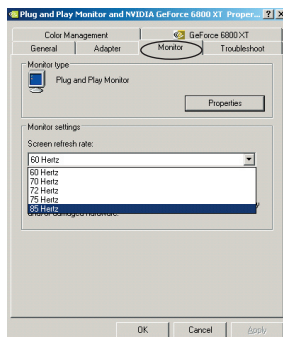 Plug and Play Monitor and NVIDIA GeForce 6800 XT Proper...
Color Management
GeForce 6800 XT
General
Adapter
Monitor
Troubleshoot
Monitor type
Plug and Play Monitor
Properties
Monitor settings
Screen refresh rate:
60 Hertz
60 Hertz
70 Hertz
72 Hertz
75 Hertz
85 Hertz
and/or damaged hardware.
OK
Cancel
Apply